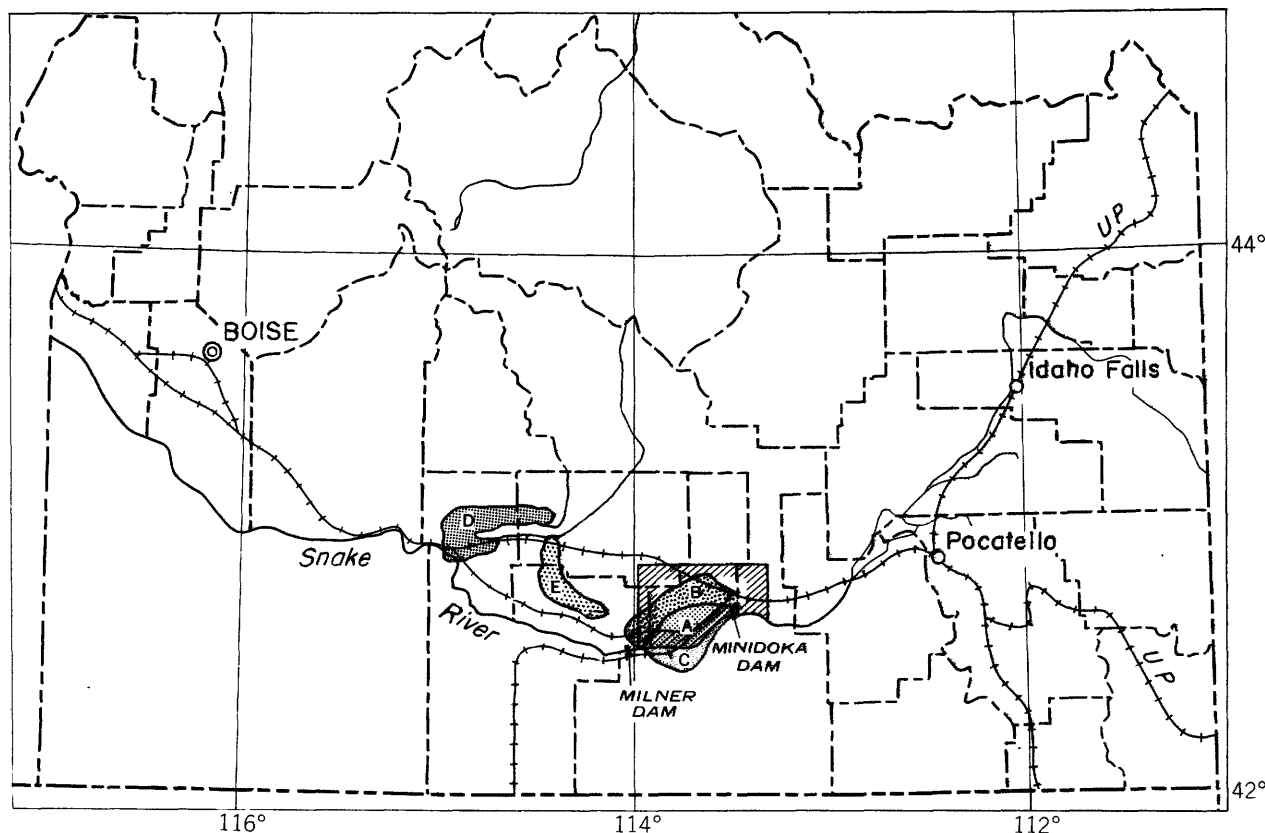 UP
44°
BOISE
Idaho Falls
D
Snake
Pocatello
E
B
River
A
MINIDOKA
DAM
C
UP
MILNER
DAM
42°
116°
114°
112°